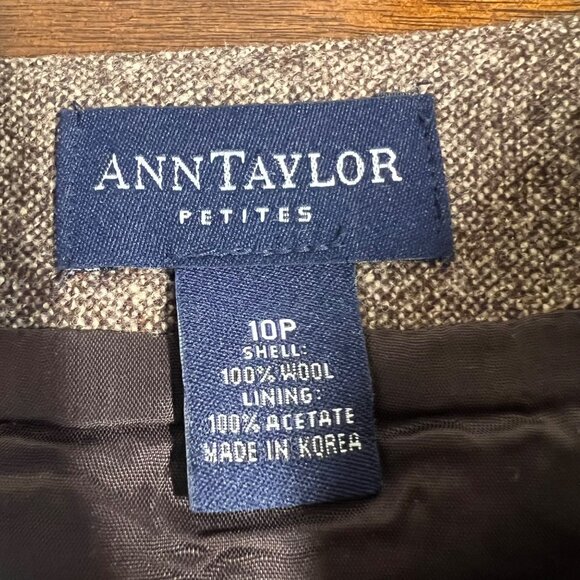 ANNTAYLOR
PETITES
10P
SHELL:
100% WOOL
LINING:
100% ACETATE
MADE IN KOREA